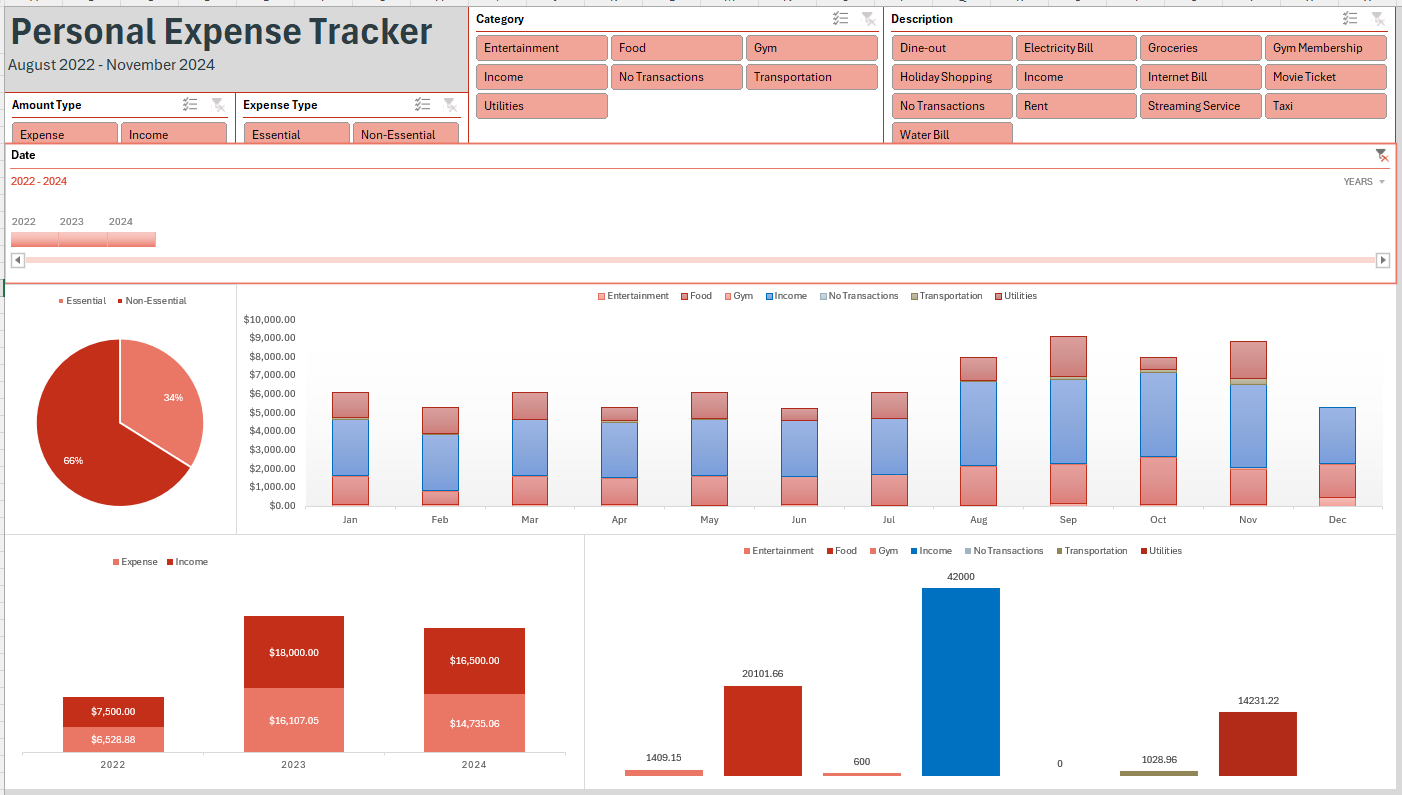 Personal Expense Tracker
August 2022 - November 2024
Amount Type
Expense Income
Expense Type
Essential Non-Essential
Category
Entertainment Food Gym
Income No Transactions Transportation
Utilities
Description
Dine-out Electricity Bill Groceries Gym Membership
Holiday Shopping Income Internet Bill Movie Ticket
No Transactions Rent Streaming Service Taxi
Water Bill
Date
2022 - 2024
YEARS
2022 2023 2024
Essential Non-Essential
34%
66%
Entertainment Food Gym Income No Transactions Transportation Utilities
$10,000.00
$9,000.00
$8,000.00
$7,000.00
$6,000.00
$5,000.00
$4,000.00
$3,000.00
$2,000.00
$1,000.00
$0.00
Jan Feb Mar Apr May Jun Jul Aug Sep Oct Nov Dec
Expense Income
$18,000.00
$16,500.00
$7,500.00
$16,107.05
$14,735.06
$6,528.88
2022 2023 2024
Entertainment Food Gym Income No Transactions Transportation Utilities
42000
20101.66
14231.22
1409.15
600
0
1028.96